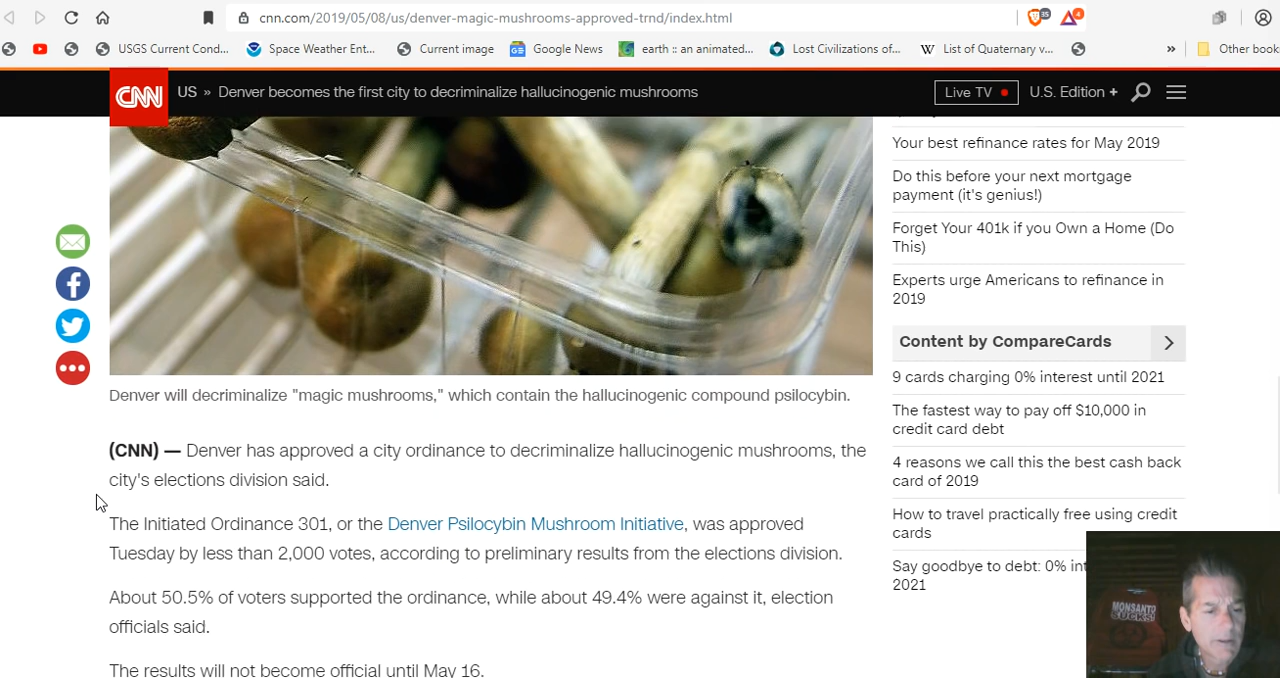 cnn.com/2019/05/08/us/denver-magic-mushrooms-approved-trnd/index.html
35
4
USGS Current Cond...
Space Weather Ent...
Current image
Google News
earth :: an animated...
Lost Civilizations of...
W List of Quaternary v...
»
Other book
CNN
US » Denver becomes the first city to decriminalize hallucinogenic mushrooms
Live TV
U.S. Edition +
Your best refinance rates for May 2019
Do this before your next mortgage
payment (it's genius!)
Forget Your 401k if you Own a Home (Do
This)
Experts urge Americans to refinance in
2019
Content by CompareCards
9 cards charging 0% interest until 2021
The fastest way to pay off $10,000 in
credit card debt
4 reasons we call this the best cash back
card of 2019
How to travel practically free using credit
cards
Say goodbye to debt: 0% int
2021
Denver will decriminalize "magic mushrooms," which contain the hallucinogenic compound psilocybin.
(CNN) — Denver has approved a city ordinance to decriminalize hallucinogenic mushrooms, the
city's elections division said.
The Initiated Ordinance 301, or the Denver Psilocybin Mushroom Initiative, was approved
Tuesday by less than 2,000 votes, according to preliminary results from the elections division.
About 50.5% of voters supported the ordinance, while about 49.4% were against it, election
officials said.
The results will not become official until May 16.
MONSANTO
SUCKS!